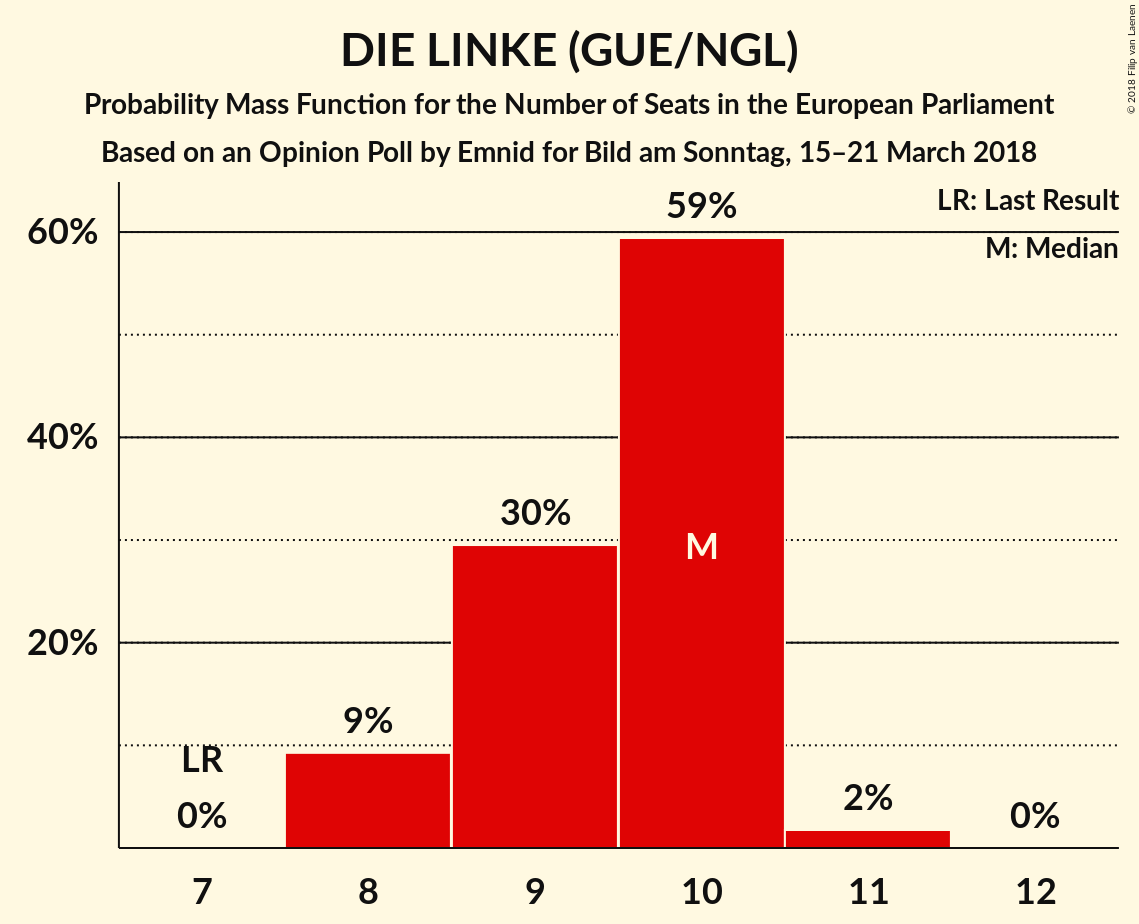 DIE LINKE (GUE/NGL)
Probability Mass Function for the Number of Seats in the European Parliament
Based on an Opinion Poll by Emnid for Bild am Sonntag, 15–21 March 2018
© 2018 Filip van Laenen
LR: Last Result
M: Median
60%
40%
20%
LR
0%
9%
30%
59%
M
2%
0%
7 8 9 10 11 12